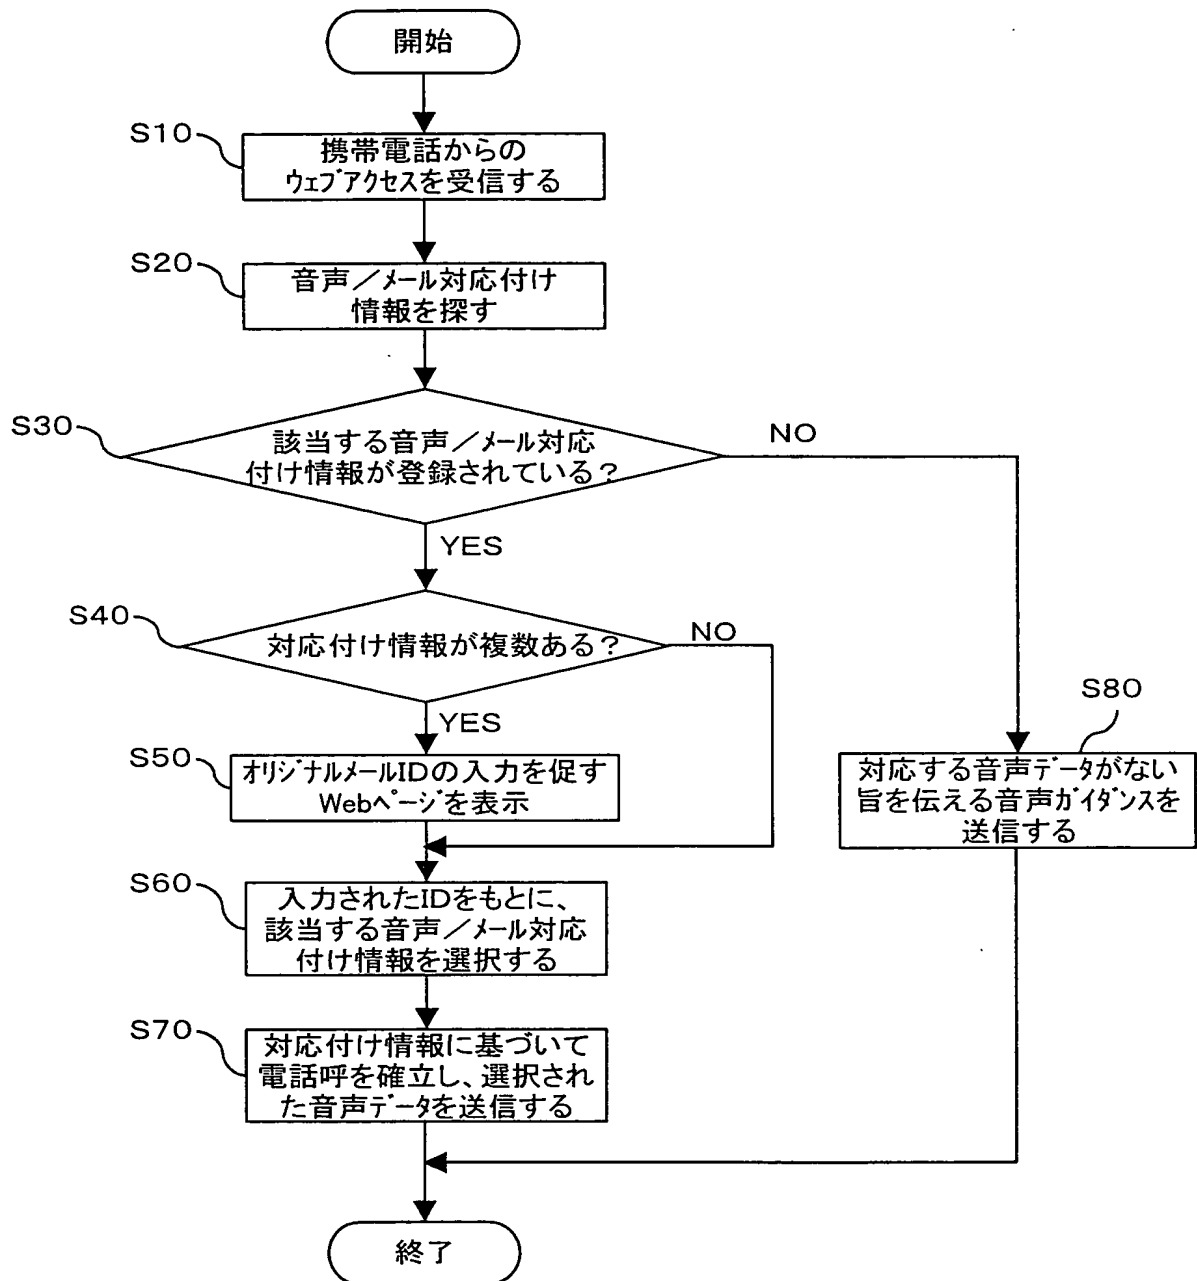 開始
S10
携帯電話からの
ウェブアクセスを受信する
S20
音声/メール対応付け
情報を探す
S30
該当する音声/メール対応
付け情報が登録されている?
NO
YES
S40
対応付け情報が複数ある?
NO
YES
S50
オリジナルメールIDの入力を促す
Webページを表示
S80
対応する音声データがない
旨を伝える音声ガイダンスを
送信する
S60
入力されたIDをもとに、
該当する音声/メール対応
付け情報を選択する
S70
対応付け情報に基づいて
電話呼を確立し、選択され
た音声データを送信する
終了